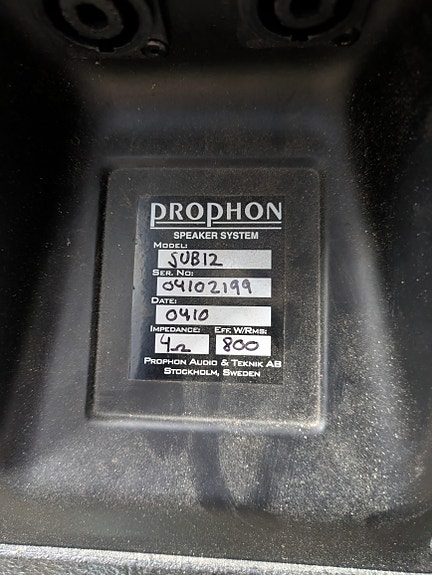 PROPHON
SPEAKER SYSTEM
MODEL:
SUB12
SER. NO:
04102199
DATE:
0410
IMPEDANCE: EFF. W/RMS:
4Ω 800
PROPHON AUDIO & TEKNIK AB
STOCKHOLM, SWEDEN